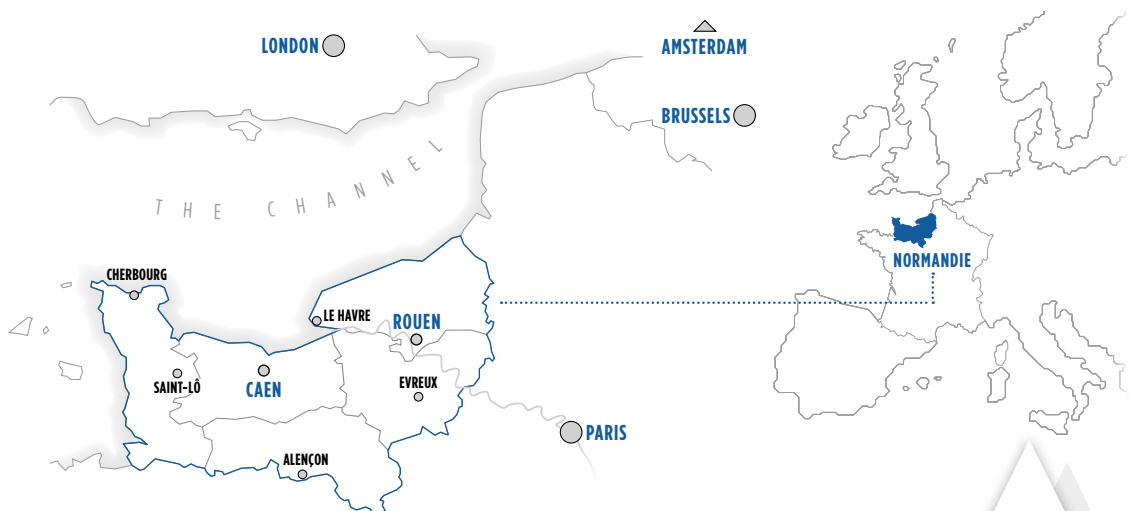 LONDON
AMSTERDAM
BRUSSELS
THE CHANNEL
NORMANDIE
CHERBOURG
LE HAVRE
ROUEN
SAINT-LÔ
CAEN
EVREUX
PARIS
ALENÇON